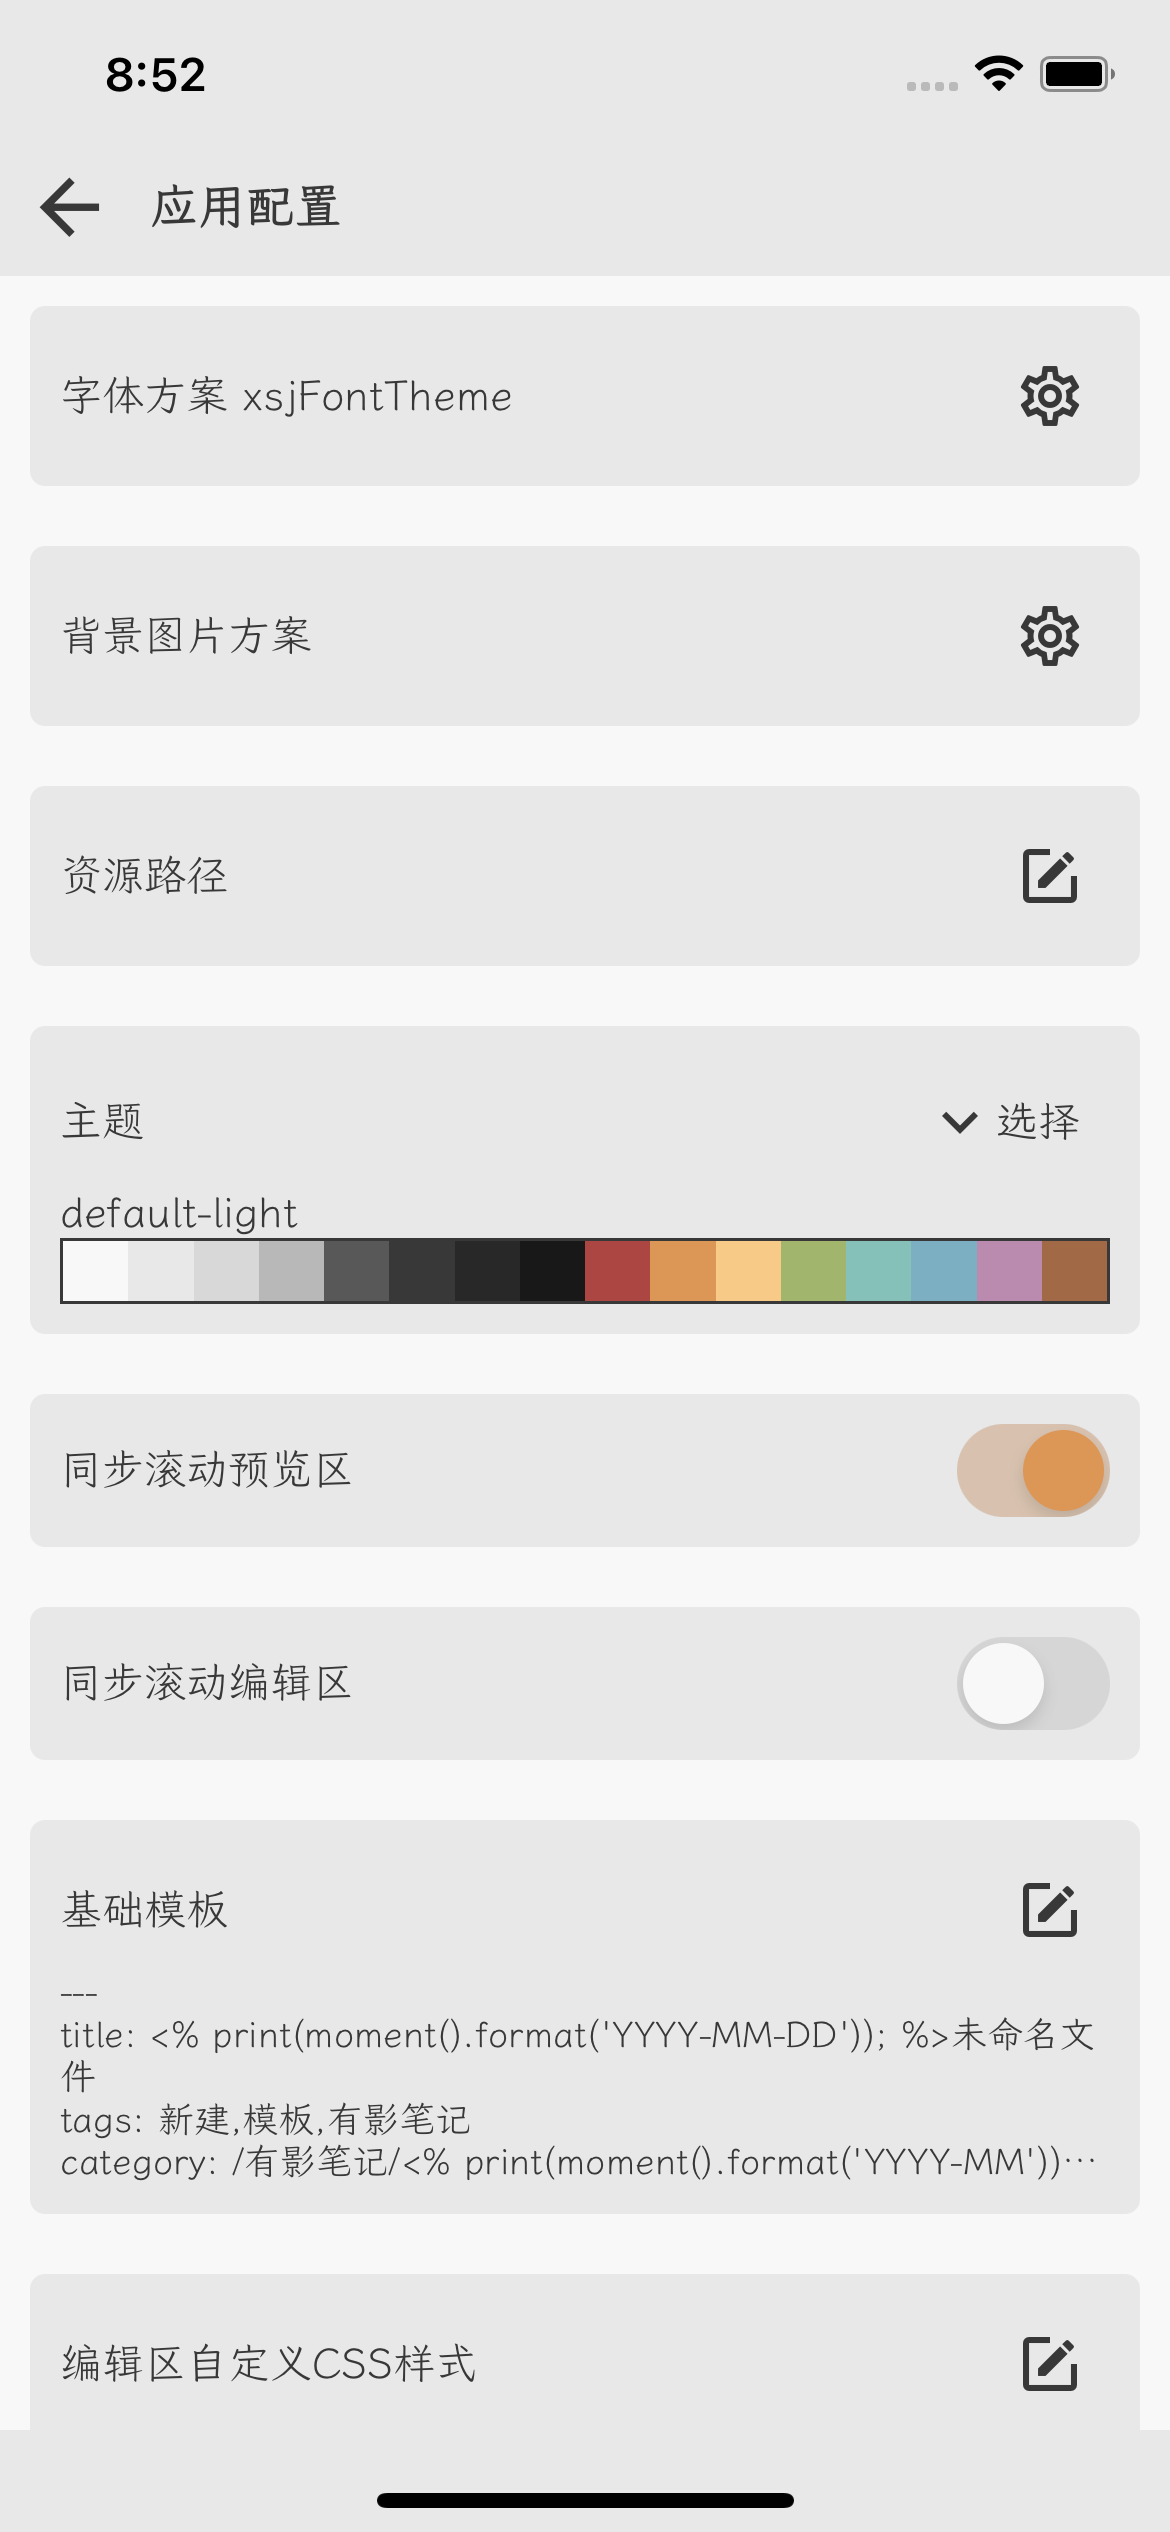 8:52
应用配置
字体方案 xsjFontTheme
背景图片方案
资源路径
主题
选择
default-light
同步滚动预览区
同步滚动编辑区
基础模板
---
title: <% print(moment().format('YYYY-MM-DD')); %>未命名文
件
tags: 新建,模板,有影笔记
category: /有影笔记/<% print(moment().format('YYYY-MM'))…
编辑区自定义CSS样式